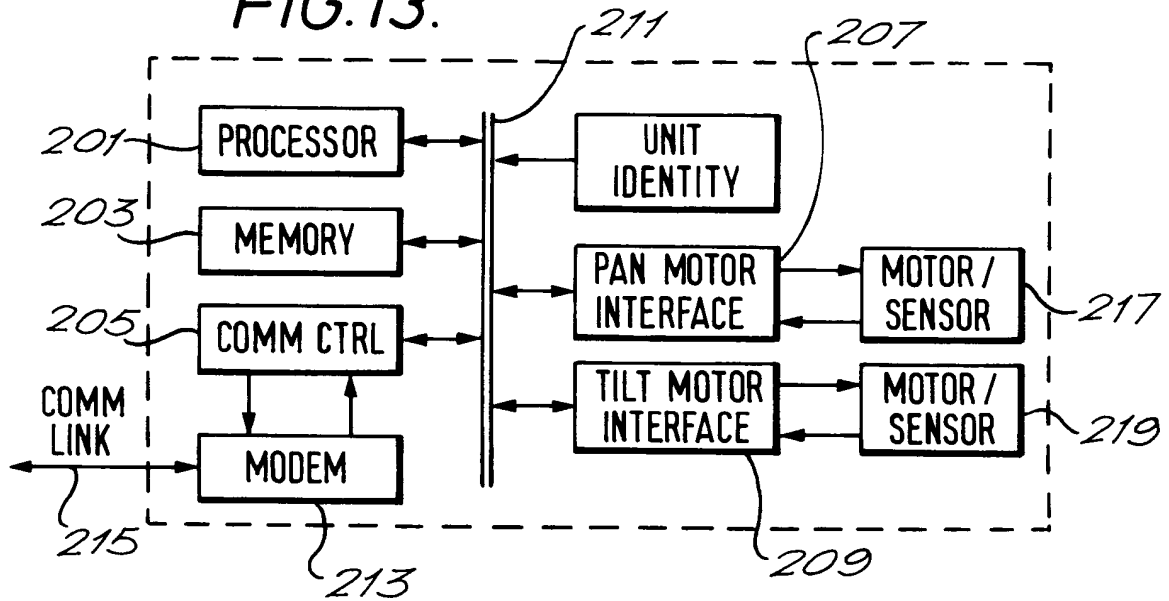 FIG.13.
211
207
201
PROCESSOR
UNIT
IDENTITY
203
MEMORY
PAN MOTOR
INTERFACE
MOTOR /
SENSOR
217
205
COMM CTRL
TILT MOTOR
INTERFACE
MOTOR /
SENSOR
219
COMM
LINK
MODEM
215
213
209